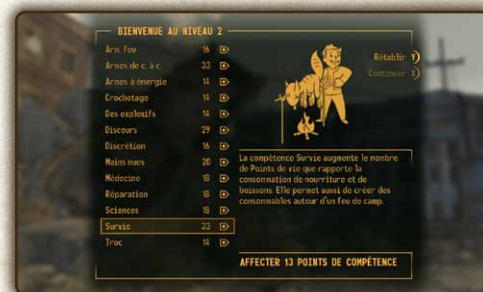 BIENVENUE AU NIVEAU 2
Arm. feu 16
Armes de c. à c. 33
Armes à énergie 14
Crochetage 14
Des explosifs 14
Discours 29
Discrétion 16
Mains nues 20
Médecine 18
Réparation 18
Sciences 18
Survie 33
Troc 14
Rétablir Y)
Continuer X)
La compétence Survie augmente le nombre
de Points de vie que rapporte la
consommation de nourriture et de
boissons. Elle permet aussi de créer des
consommables autour d'un feu de camp.
AFFECTER 13 POINTS DE COMPÉTENCE